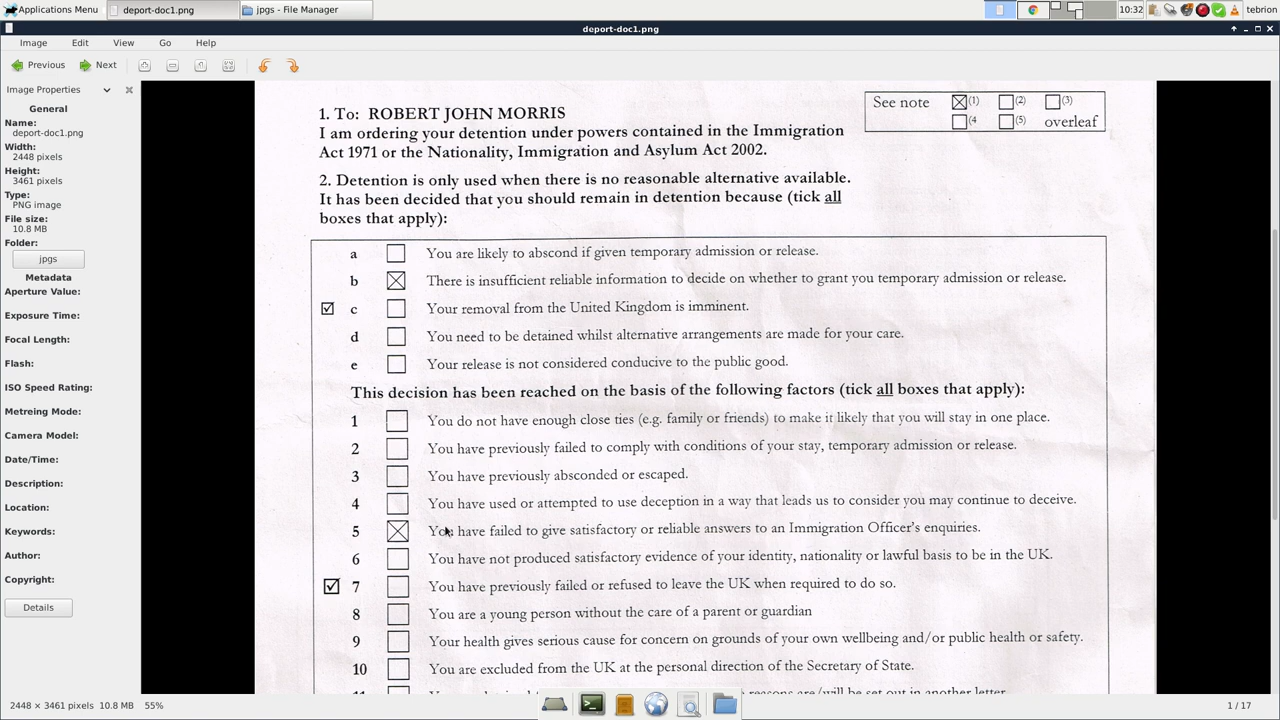 Applications Menu deport-doc1.png jpgs - File Manager 10:32 tebrion
deport-doc1.png
Image Edit View Go Help
Previous Next
Image Properties
General
Name:
deport-doc1.png
Width:
2448 pixels
Height:
3461 pixels
Type:
PNG image
File size:
10.8 MB
Folder:
jpgs
Metadata
Aperture Value:
Exposure Time:
Focal Length:
Flash:
ISO Speed Rating:
Metreing Mode:
Camera Model:
Date/Time:
Description:
Location:
Keywords:
Author:
Copyright:
Details
1. To: ROBERT JOHN MORRIS
I am ordering your detention under powers contained in the Immigration
Act 1971 or the Nationality, Immigration and Asylum Act 2002.
See note (1) (2) (3)
(4 (5) overleaf
2. Detention is only used when there is no reasonable alternative available.
It has been decided that you should remain in detention because (tick all
boxes that apply):
a You are likely to abscond if given temporary admission or release.
b There is insufficient reliable information to decide on whether to grant you temporary admission or release.
c Your removal from the United Kingdom is imminent.
d You need to be detained whilst alternative arrangements are made for your care.
e Your release is not considered conducive to the public good.
This decision has been reached on the basis of the following factors (tick all boxes that apply):
1 You do not have enough close ties (e.g. family or friends) to make it likely that you will stay in one place.
2 You have previously failed to comply with conditions of your stay, temporary admission or release.
3 You have previously absconded or escaped.
4 You have used or attempted to use deception in a way that leads us to consider you may continue to deceive.
5 You have failed to give satisfactory or reliable answers to an Immigration Officer's enquiries.
6 You have not produced satisfactory evidence of your identity, nationality or lawful basis to be in the UK.
7 You have previously failed or refused to leave the UK when required to do so.
8 You are a young person without the care of a parent or guardian
9 Your health gives serious cause for concern on grounds of your own wellbeing and/or public health or safety.
10 You are excluded from the UK at the personal direction of the Secretary of State.
reasons are/will be set out in another letter
2448 × 3461 pixels 10.8 MB 55% 1 / 17